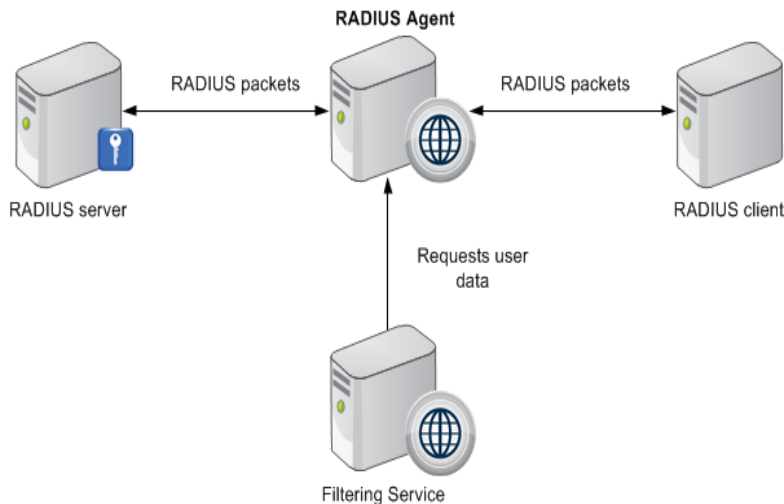 RADIUS Agent
RADIUS packets
RADIUS packets
RADIUS server
RADIUS client
Requests user
data
Filtering Service